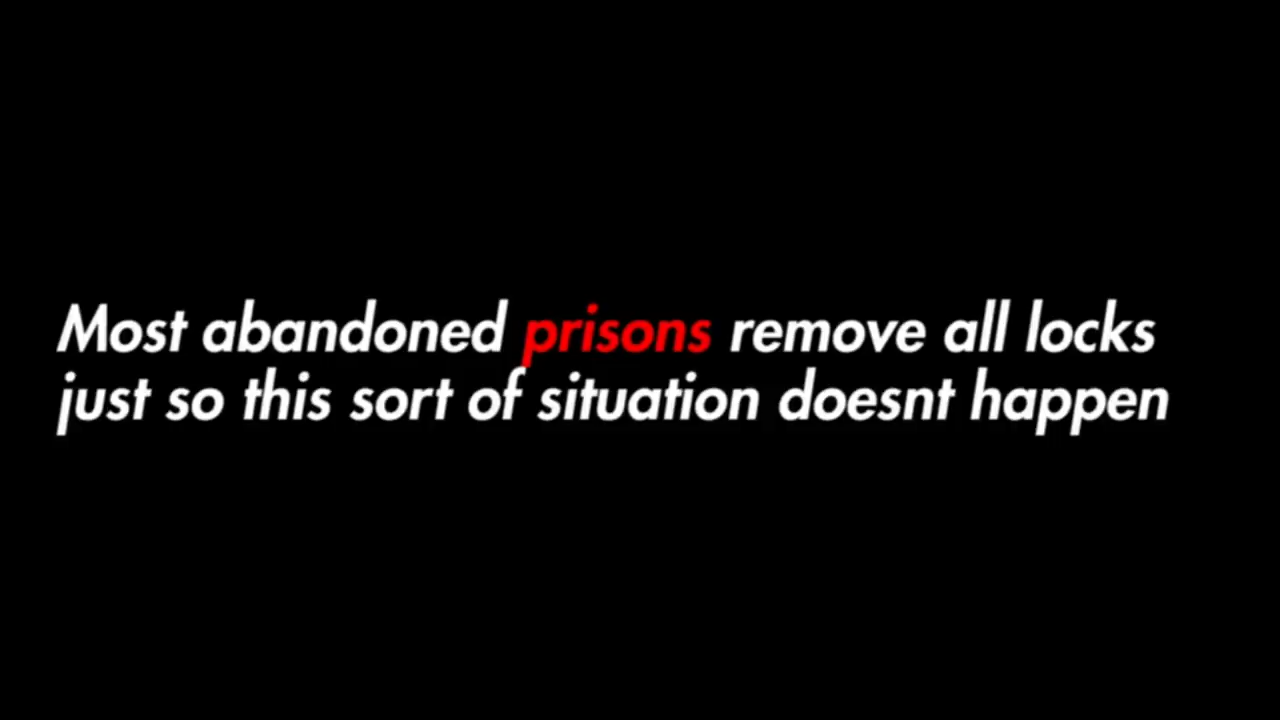 Most abandoned prisons remove all locks
just so this sort of situation doesnt happen